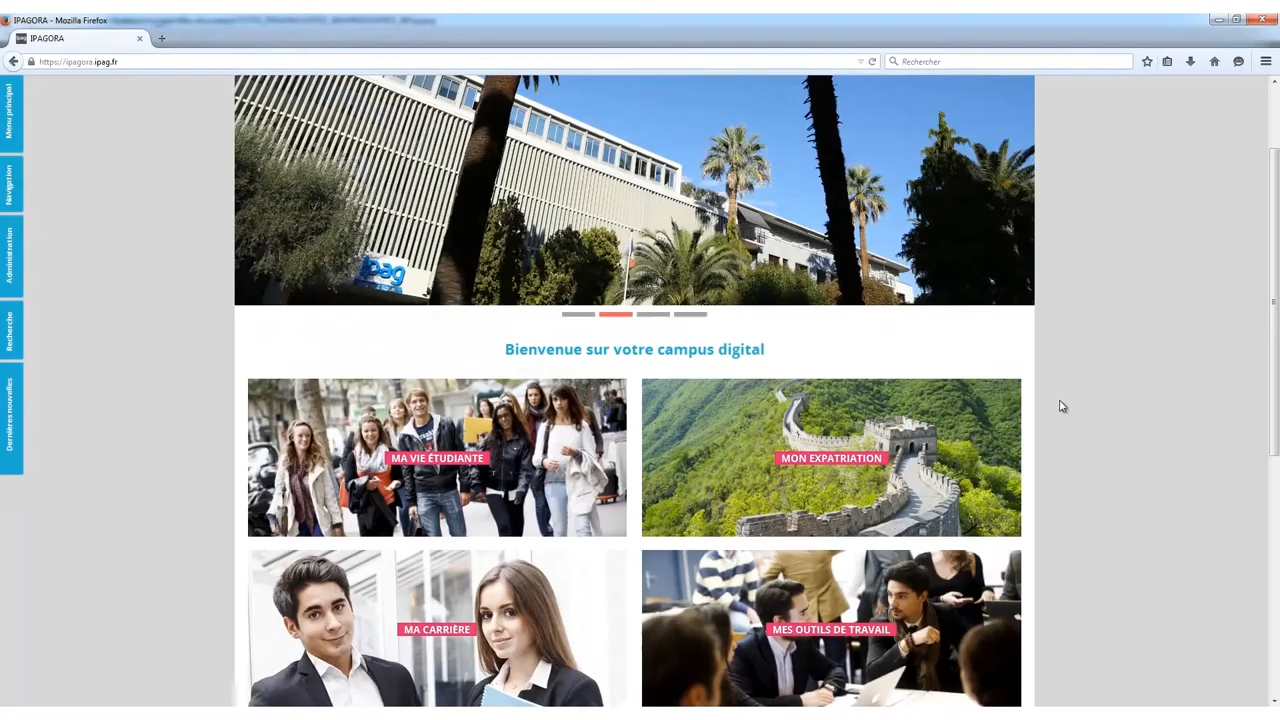 IPAGORA - Mozilla Firefox
IPAGORA
https://ipagora.ipag.fr
Rechercher
Menu principal
Navigation
Administration
Recherche
Dernières nouvelles
ipag
Bienvenue sur votre campus digital
MA VIE ÉTUDIANTE
MON EXPATRIATION
MA CARRIÈRE
MES OUTILS DE TRAVAIL